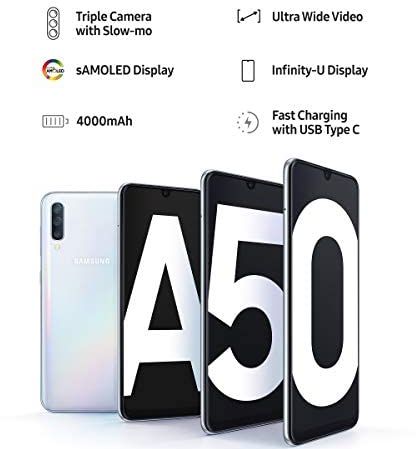 Triple Camera
with Slow-mo
Ultra Wide Video
sAMOLED Display
Infinity-U Display
4000mAh
Fast Charging
with USB Type C
SAMSUNG
A50